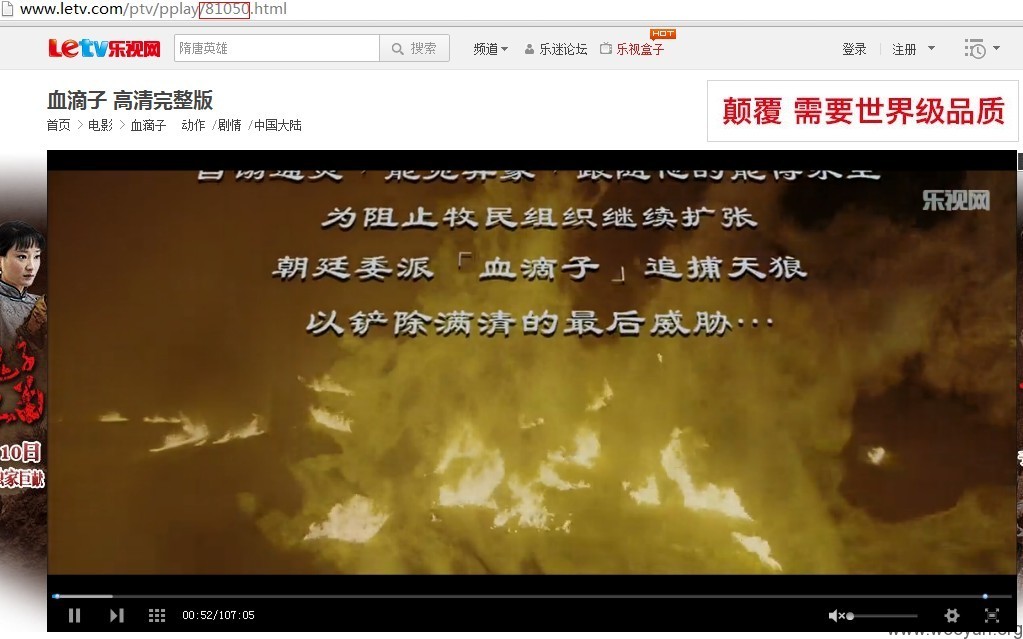 www.letv.com/ptv/pplay/81050.html
Letv乐视网
隋唐英雄
搜索
频道
乐迷论坛
乐视盒子
HOT
登录
注册
血滴子 高清完整版
首页 > 电影 > 血滴子 动作 /剧情 /中国大陆
颠覆 需要世界级品质
乐视网
为阻止牧民组织继续扩张
朝廷委派「血滴子」追捕天狼
以铲除满清的最后威胁…
10日
家巨献
00:52/107:05
www.wooyun.org